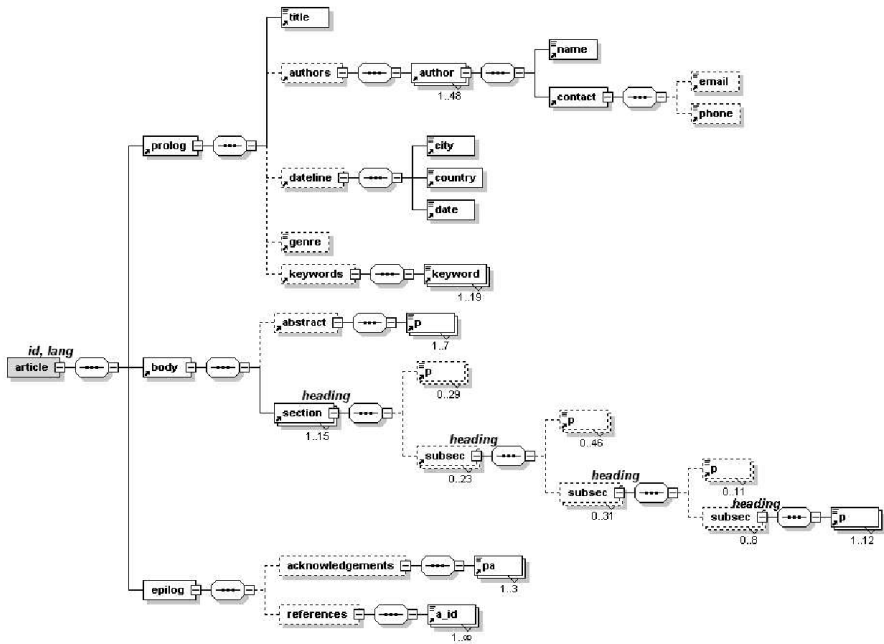 title
authors
author
1..48
name
contact
email
phone
prolog
dateline
city
country
date
genre
keywords
keyword
1..19
id, lang
article
body
abstract
p
1..7
heading
section
1..15
p
0..29
heading
subsec
0..23
p
0..46
heading
subsec
0..31
p
0..11
heading
subsec
0..8
p
1..12
epilog
acknowledgements
pa
1..3
references
a_id
1..∞